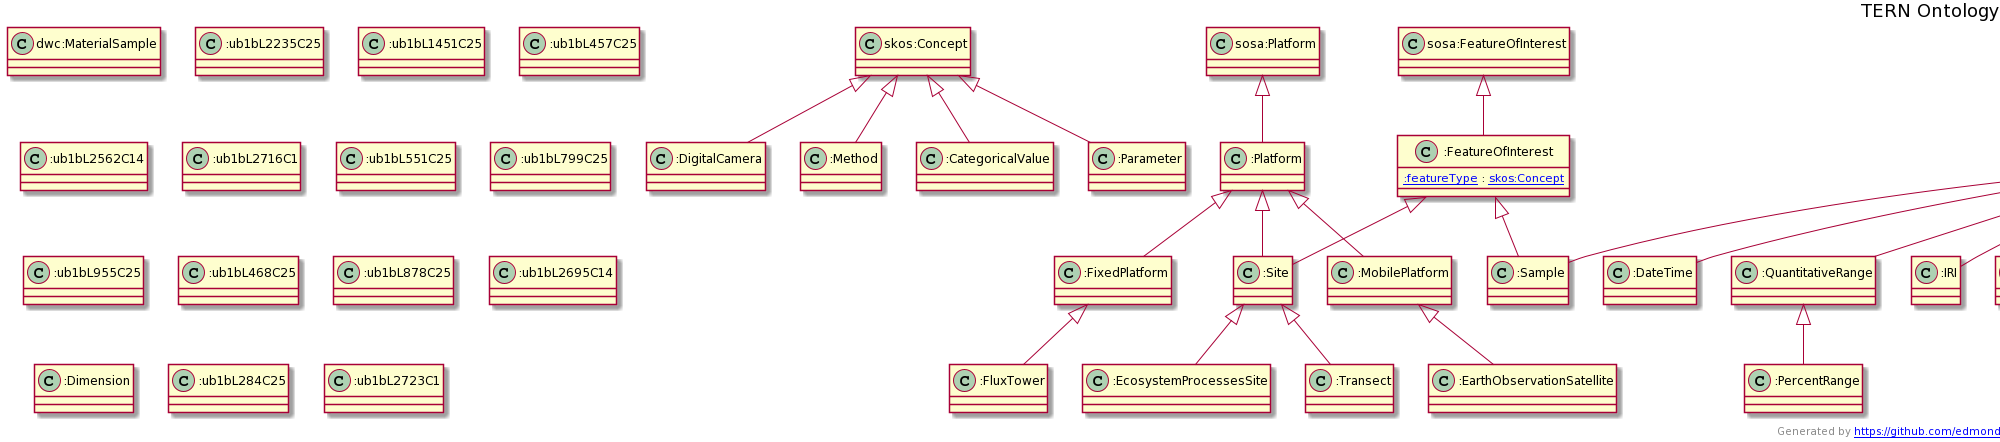 TERN Ontology
C dwc:MaterialSample
C :ub1bL2235C25
C :ub1bL1451C25
C :ub1bL457C25
C skos:Concept
C sosa:Platform
C sosa:FeatureOfInterest
C :ub1bL2562C14
C :ub1bL2716C1
C :ub1bL551C25
C :ub1bL799C25
C :DigitalCamera
C :Method
C :CategoricalValue
C :Parameter
C :Platform
C :FeatureOfInterest
:featureType : skos:Concept
C :ub1bL955C25
C :ub1bL468C25
C :ub1bL878C25
C :ub1bL2695C14
C :FixedPlatform
C :Site
C :MobilePlatform
C :Sample
C :DateTime
C :QuantitativeRange
C :IRI
C :Dimension
C :ub1bL284C25
C :ub1bL2723C1
C :FluxTower
C :EcosystemProcessesSite
C :Transect
C :EarthObservationSatellite
C :PercentRange
Generated by https://github.com/edmond